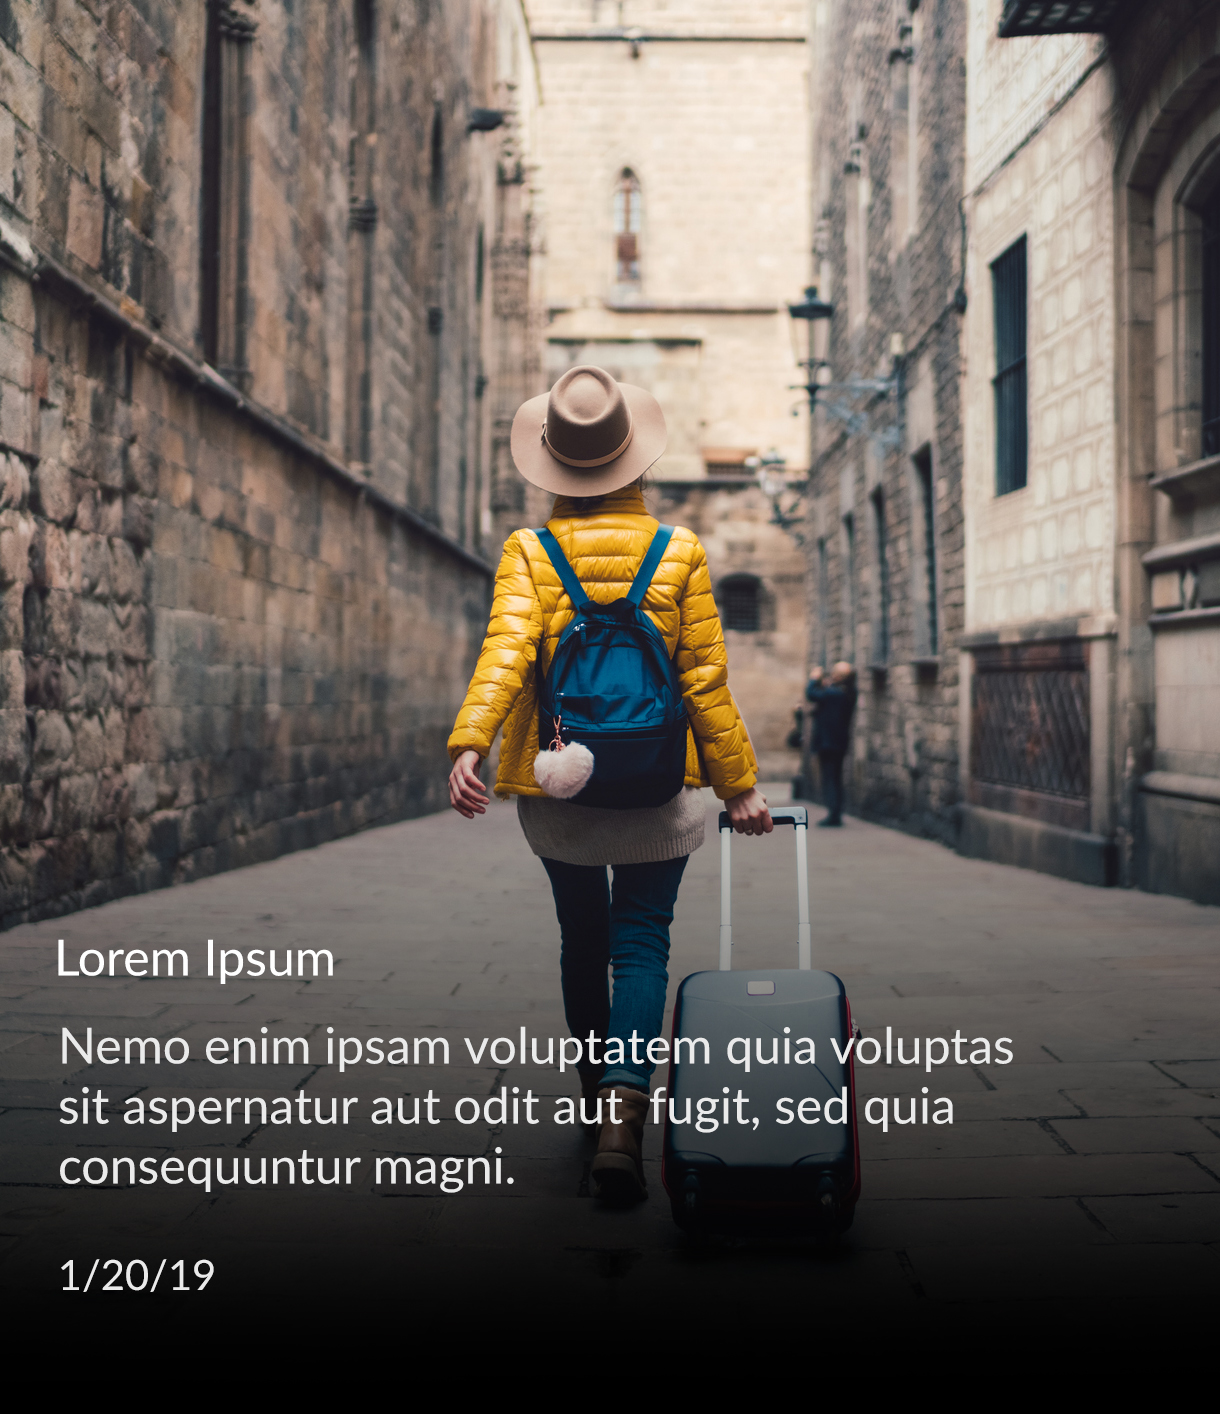 Lorem Ipsum
Nemo enim ipsam voluptatem quia voluptas
sit aspernatur aut odit aut fugit, sed quia
consequuntur magni.
1/20/19